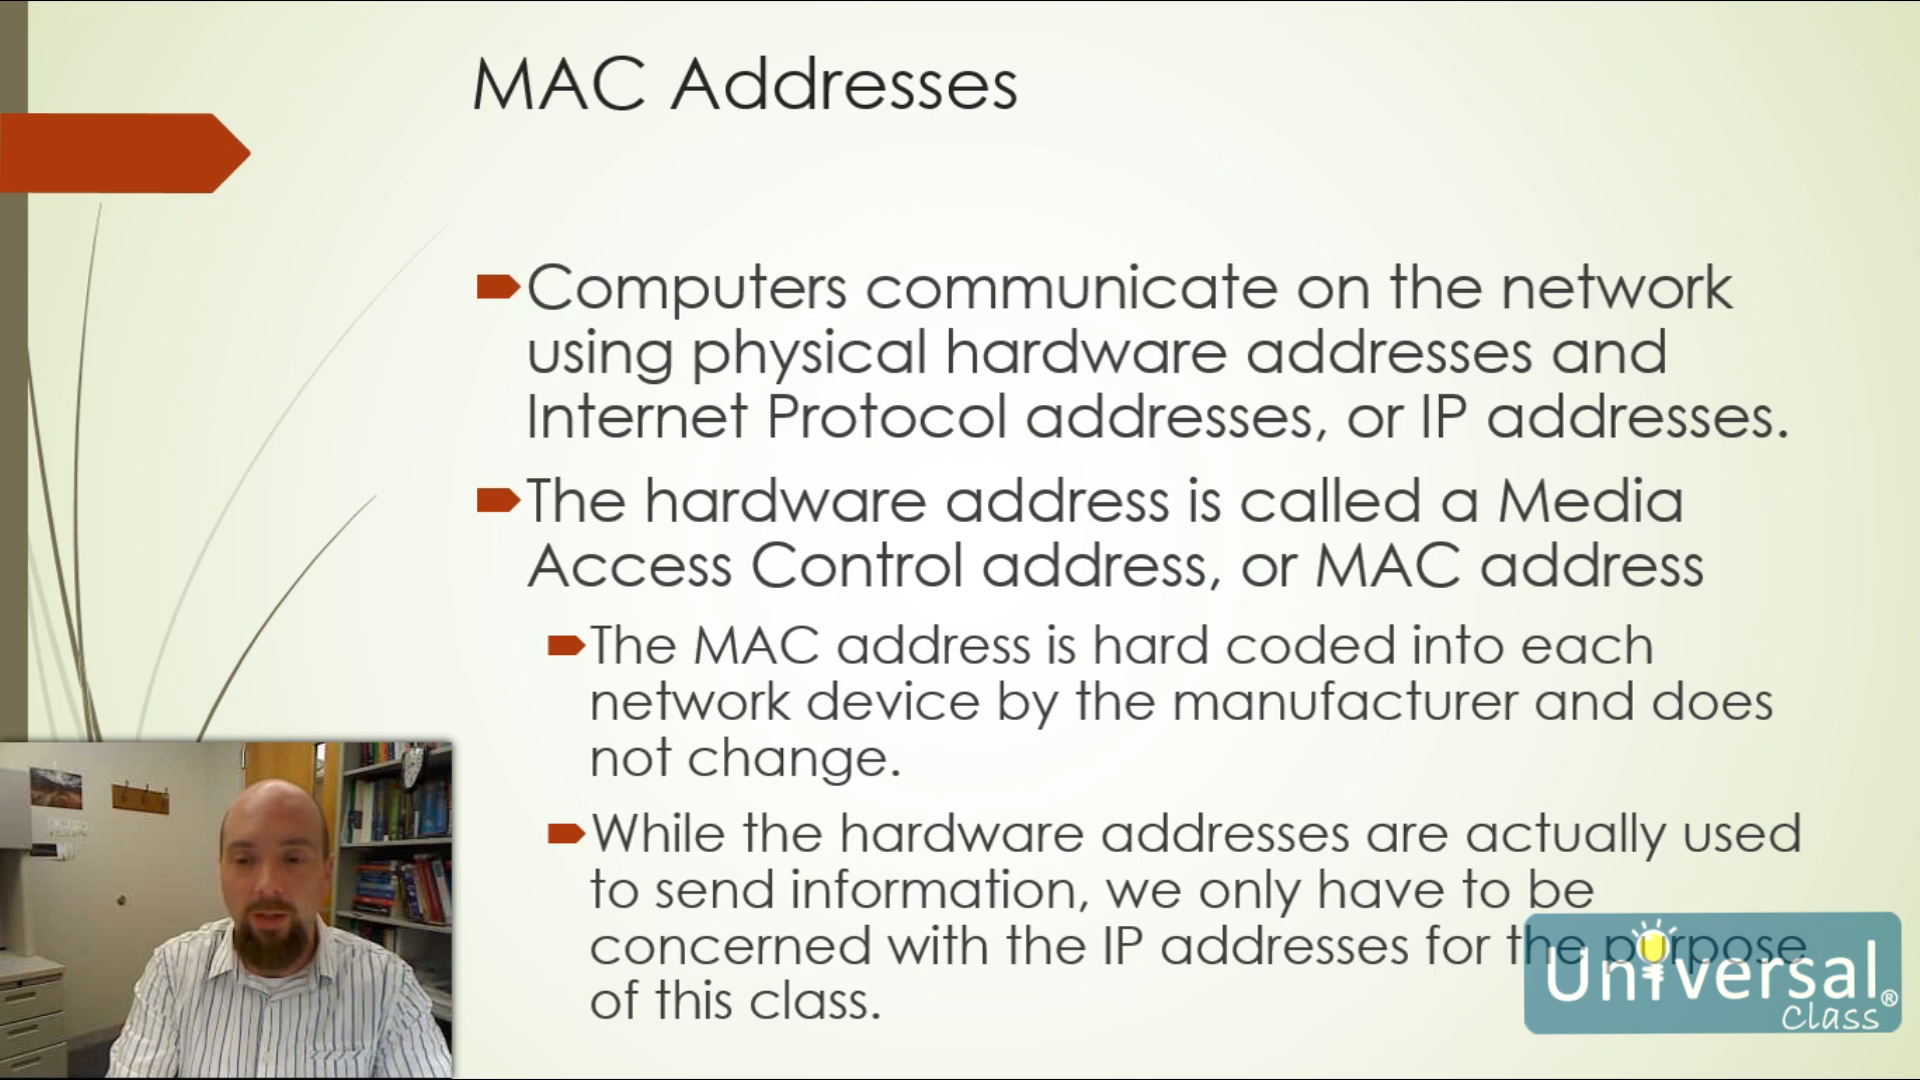 MAC Addresses
Computers communicate on the network
using physical hardware addresses and
Internet Protocol addresses, or IP addresses.
The hardware address is called a Media
Access Control address, or MAC address
The MAC address is hard coded into each
network device by the manufacturer and does
not change.
While the hardware addresses are actually used
to send information, we only have to be
concerned with the IP addresses for the purpose
of this class.
Universal®
Class